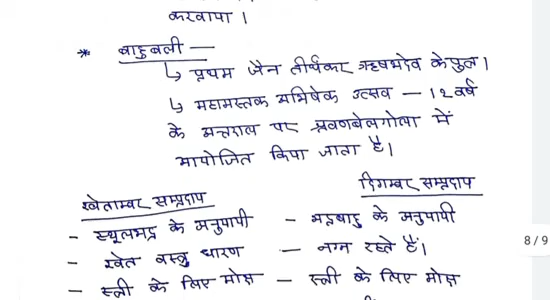 करवाया ।
* बाहुबली —
↳ प्रथम जैन तीर्थंकर ऋषभदेव के पुत्र ।
↳ महामस्तक अभिषेक उत्सव — 12 वर्ष
के अन्तराल पर श्रवणबेलगोला में
आयोजित किया जाता है।
श्वेताम्बर सम्प्रदाय
- स्थूलभद्र के अनुयायी
- श्वेत वस्त्र धारण
- स्त्री के लिए मोक्ष
दिगम्बर सम्प्रदाय
- भद्रबाहु के अनुयायी
- नग्न रहते हैं।
- स्त्री के लिए मोक्ष
8 / 9